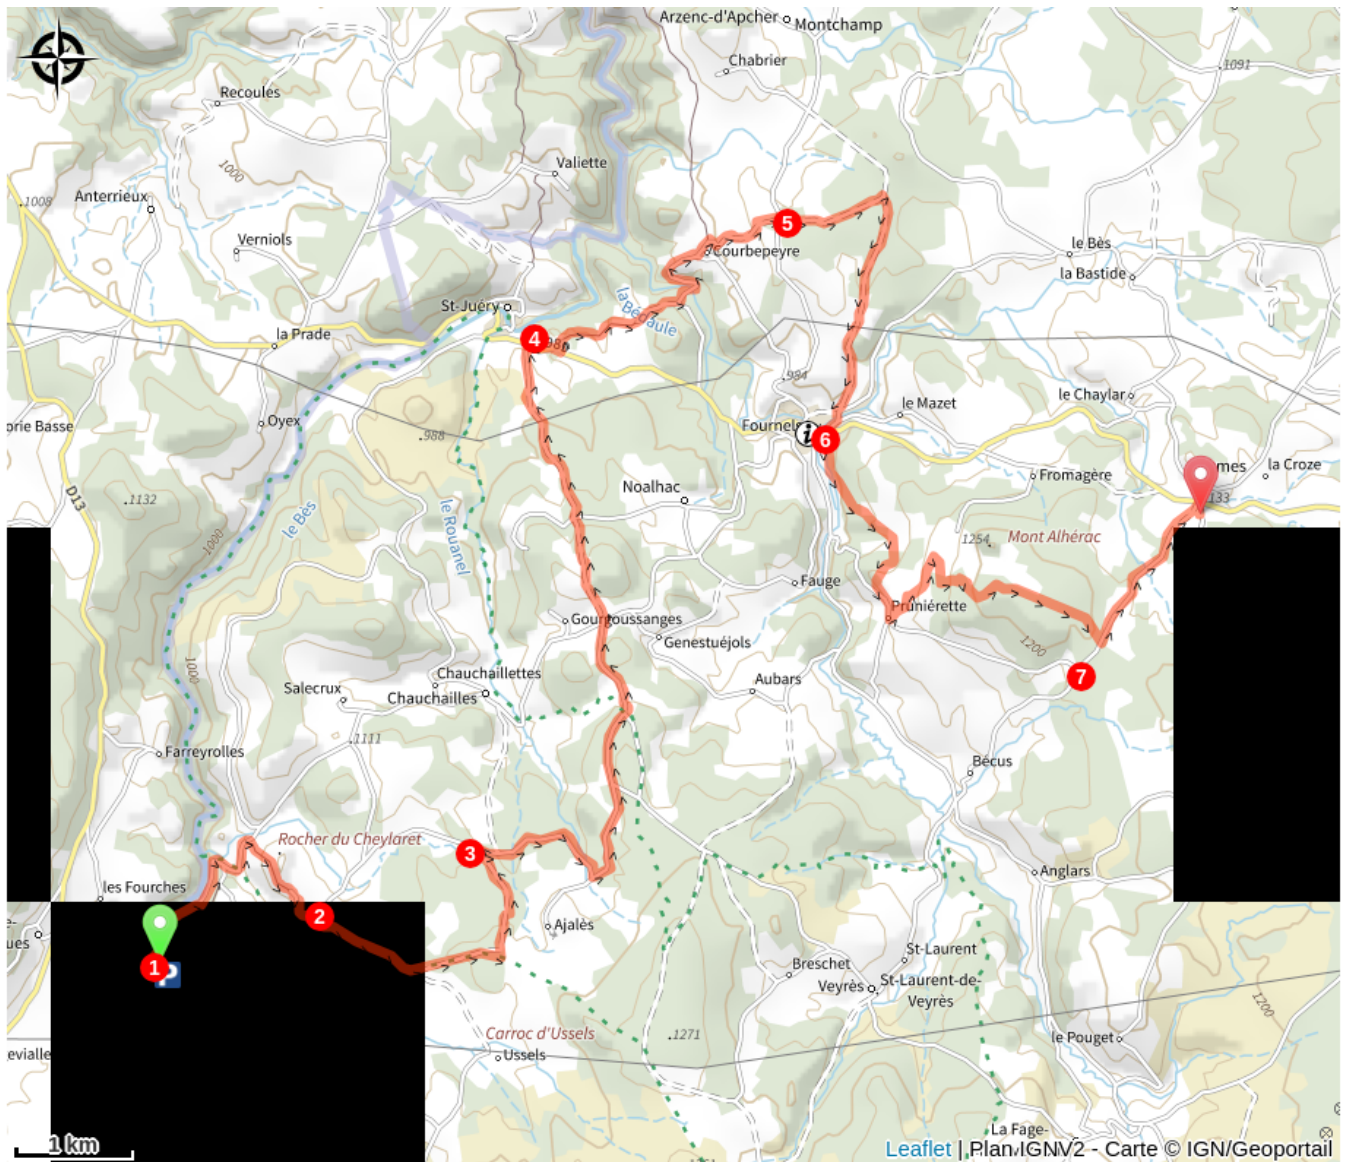 Arzenc-d'Apcher
Montchamp
Chabrier
1091
Recoules
Valiette
1000
Anterrieux
1008
Verniols
5
Courbepeyre
le Bès
la Bastide
St-Juéry
la Bédaule
la Prade
4
984
le Chaylar
le Mazet
Oyex
orie Basse
988
Fournels
i
6
mes
la Croze
Fromagère
133
Noalhac
D13
1132
le Bès
le Rouanel
1000
1254
Mont Alhérac
Fauge
Pruniérette
Gourgoussanges
Genestuéjols
1200
1000
Chauchaillettes
Salecrux
Chauchailles
Aubars
7
1111
Farreyrolles
Bécus
Rocher du Cheylaret
3
les Fourches
Anglars
2
Ajalès
ues
St-Laurent
1
P
Breschet
Veyrès
St-Laurent-de-
Veyrès
1200
Carroc d'Ussels
1271
le Pouget
evialle
Ussels
La Fage-
1 km
Leaflet | Plan IGNV2 - Carte © IGN/Geoportail